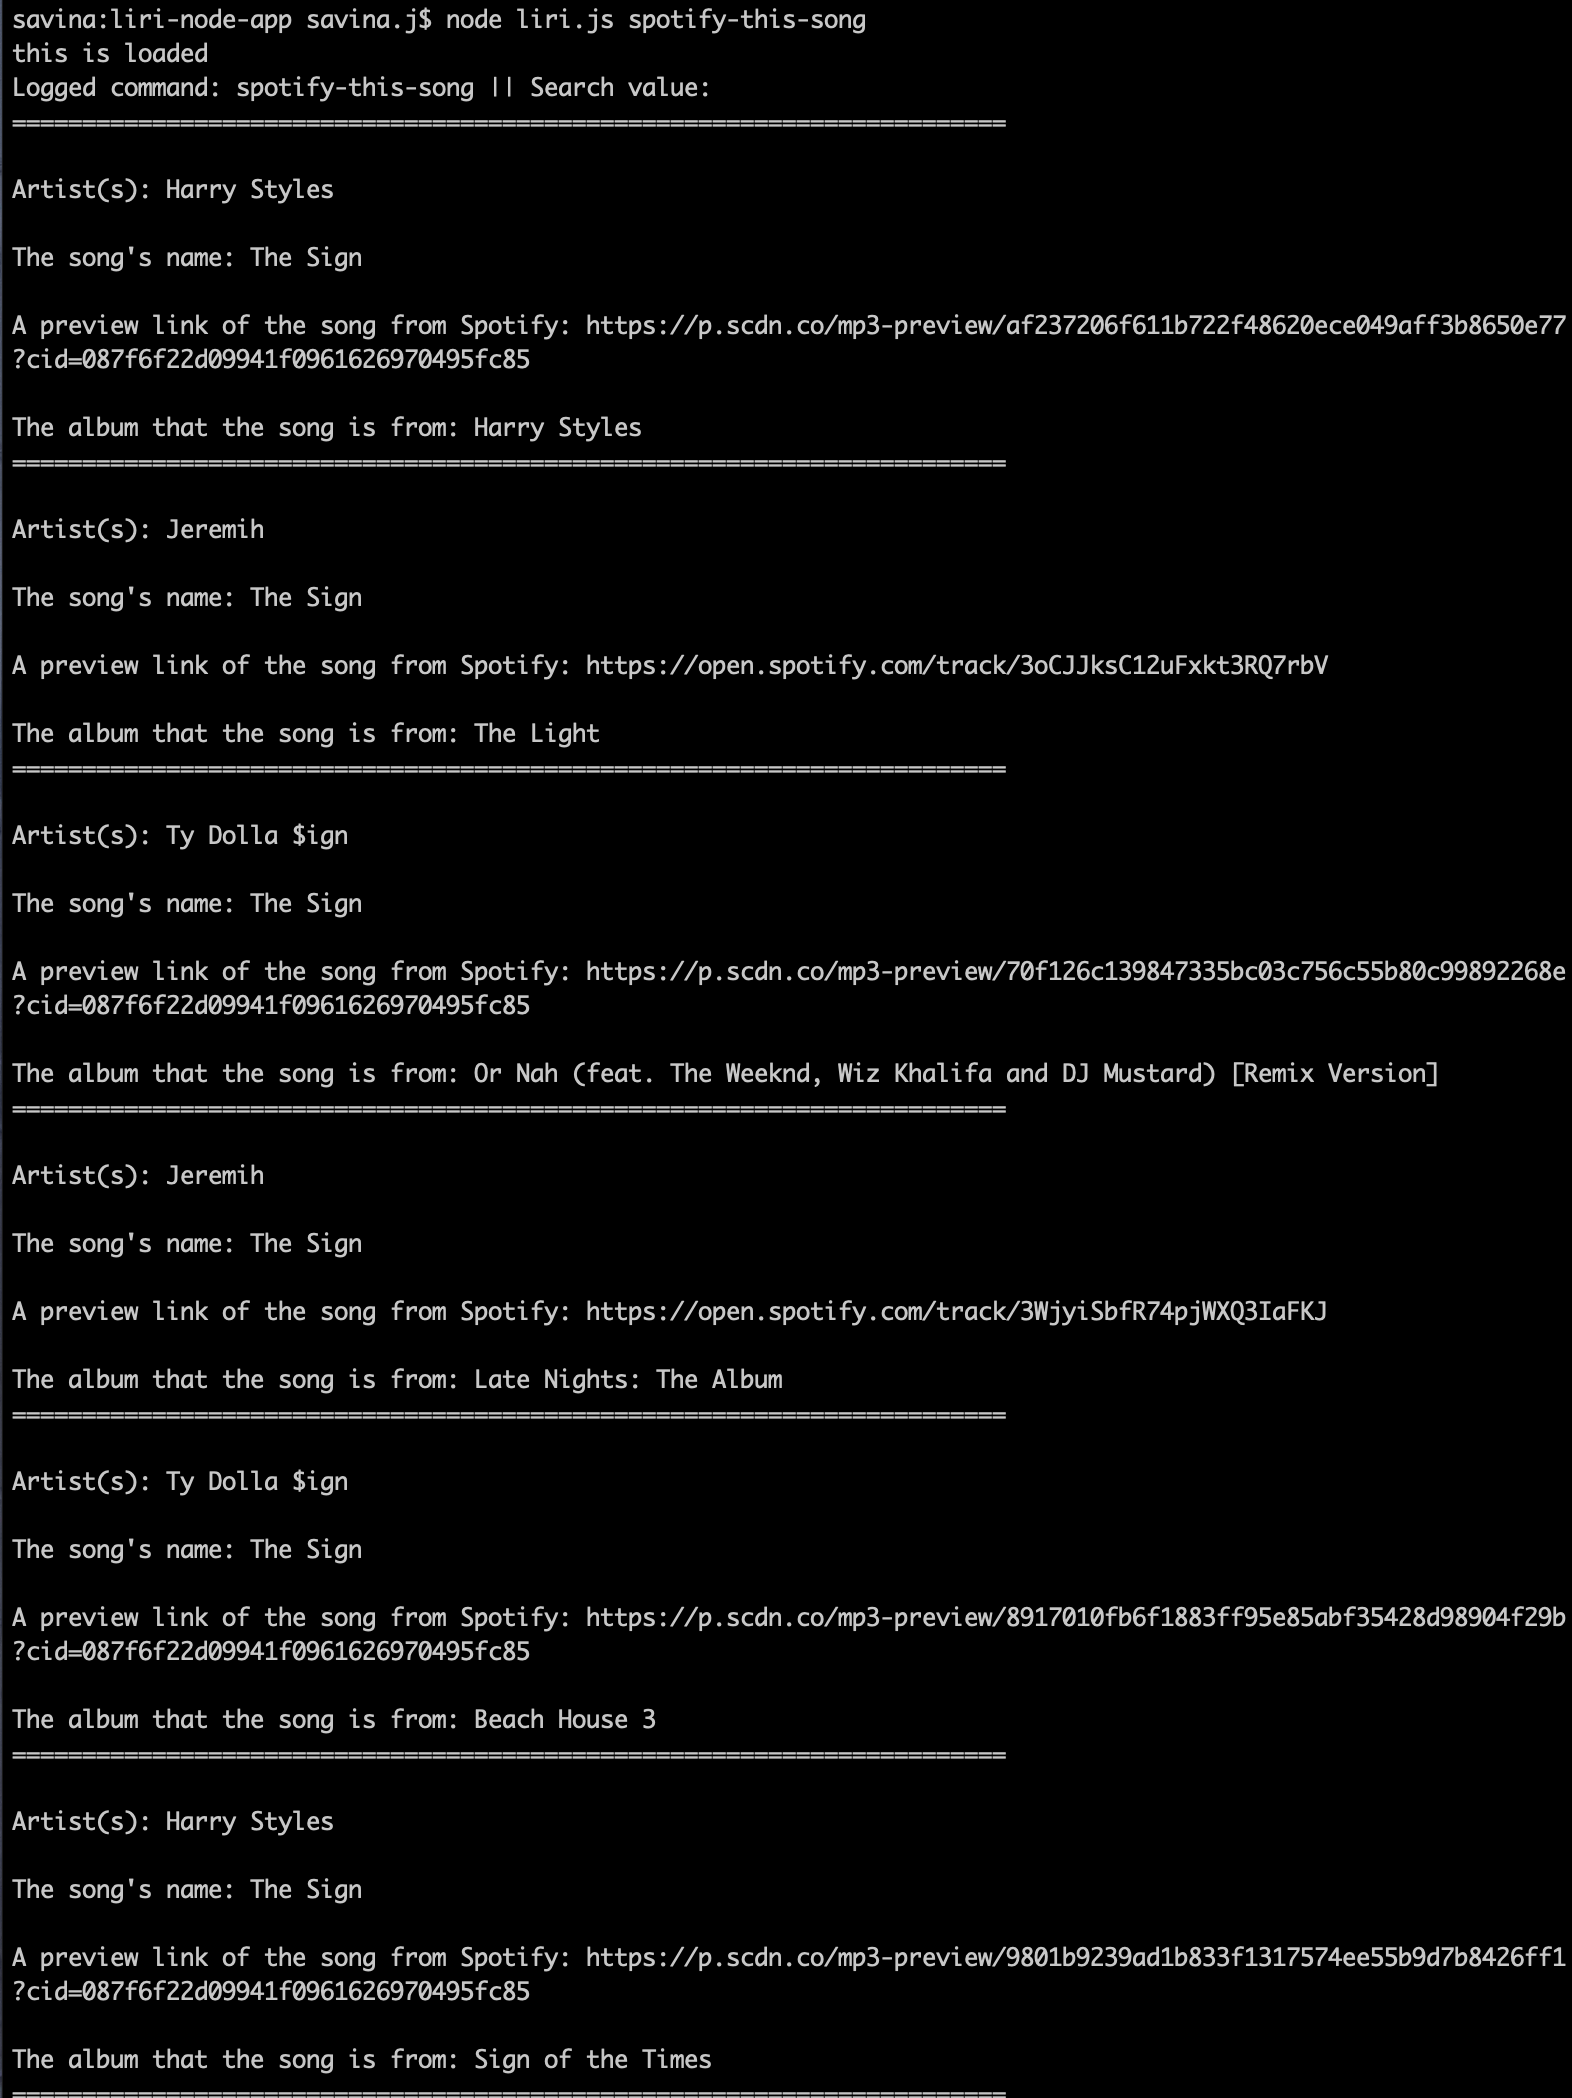 savina:liri-node-app savina.j$ node liri.js spotify-this-song
this is loaded
Logged command: spotify-this-song || Search value:
=======================================================================
Artist(s): Harry Styles
The song's name: The Sign
A preview link of the song from Spotify: https://p.scdn.co/mp3-preview/af237206f611b722f48620ece049aff3b8650e77
?cid=087f6f22d09941f0961626970495fc85
The album that the song is from: Harry Styles
=======================================================================
Artist(s): Jeremih
The song's name: The Sign
A preview link of the song from Spotify: https://open.spotify.com/track/3oCJJksC12uFxkt3RQ7rbV
The album that the song is from: The Light
=======================================================================
Artist(s): Ty Dolla $ign
The song's name: The Sign
A preview link of the song from Spotify: https://p.scdn.co/mp3-preview/70f126c139847335bc03c756c55b80c99892268e
?cid=087f6f22d09941f0961626970495fc85
The album that the song is from: Or Nah (feat. The Weeknd, Wiz Khalifa and DJ Mustard) [Remix Version]
=======================================================================
Artist(s): Jeremih
The song's name: The Sign
A preview link of the song from Spotify: https://open.spotify.com/track/3WjyiSbfR74pjWXQ3IaFKJ
The album that the song is from: Late Nights: The Album
=======================================================================
Artist(s): Ty Dolla $ign
The song's name: The Sign
A preview link of the song from Spotify: https://p.scdn.co/mp3-preview/8917010fb6f1883ff95e85abf35428d98904f29b
?cid=087f6f22d09941f0961626970495fc85
The album that the song is from: Beach House 3
=======================================================================
Artist(s): Harry Styles
The song's name: The Sign
A preview link of the song from Spotify: https://p.scdn.co/mp3-preview/9801b9239ad1b833f1317574ee55b9d7b8426ff1
?cid=087f6f22d09941f0961626970495fc85
The album that the song is from: Sign of the Times
=======================================================================